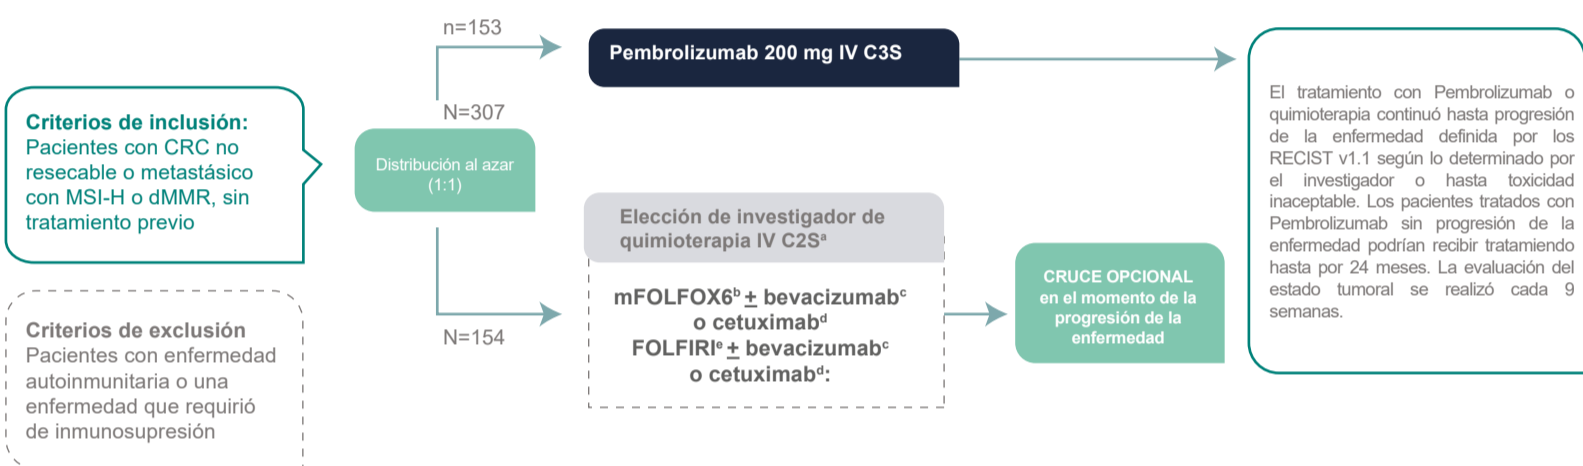 Criterios de inclusión:
Pacientes con CRC no
resecable o metastásico
con MSI-H o dMMR, sin
tratamiento previo
Criterios de exclusión
Pacientes con enfermedad
autoinmunitaria o una
enfermedad que requirió
de inmunosupresión
n=153
N=307
Distribución al azar
(1:1)
N=154
Pembrolizumab 200 mg IV C3S
Elección de investigador de
quimioterapia IV C2Sᵃ
mFOLFOX6ᵇ ± bevacizumabᶜ
o cetuximabᵈ
FOLFIRIᵉ ± bevacizumabᶜ
o cetuximabᵈ:
CRUCE OPCIONAL
en el momento de la
progresión de la
enfermedad
El tratamiento con Pembrolizumab o
quimioterapia continuó hasta progresión
de la enfermedad definida por los
RECIST v1.1 según lo determinado por
el investigador o hasta toxicidad
inaceptable. Los pacientes tratados con
Pembrolizumab sin progresión de la
enfermedad podrían recibir tratamiendo
hasta por 24 meses. La evaluación del
estado tumoral se realizó cada 9
semanas.